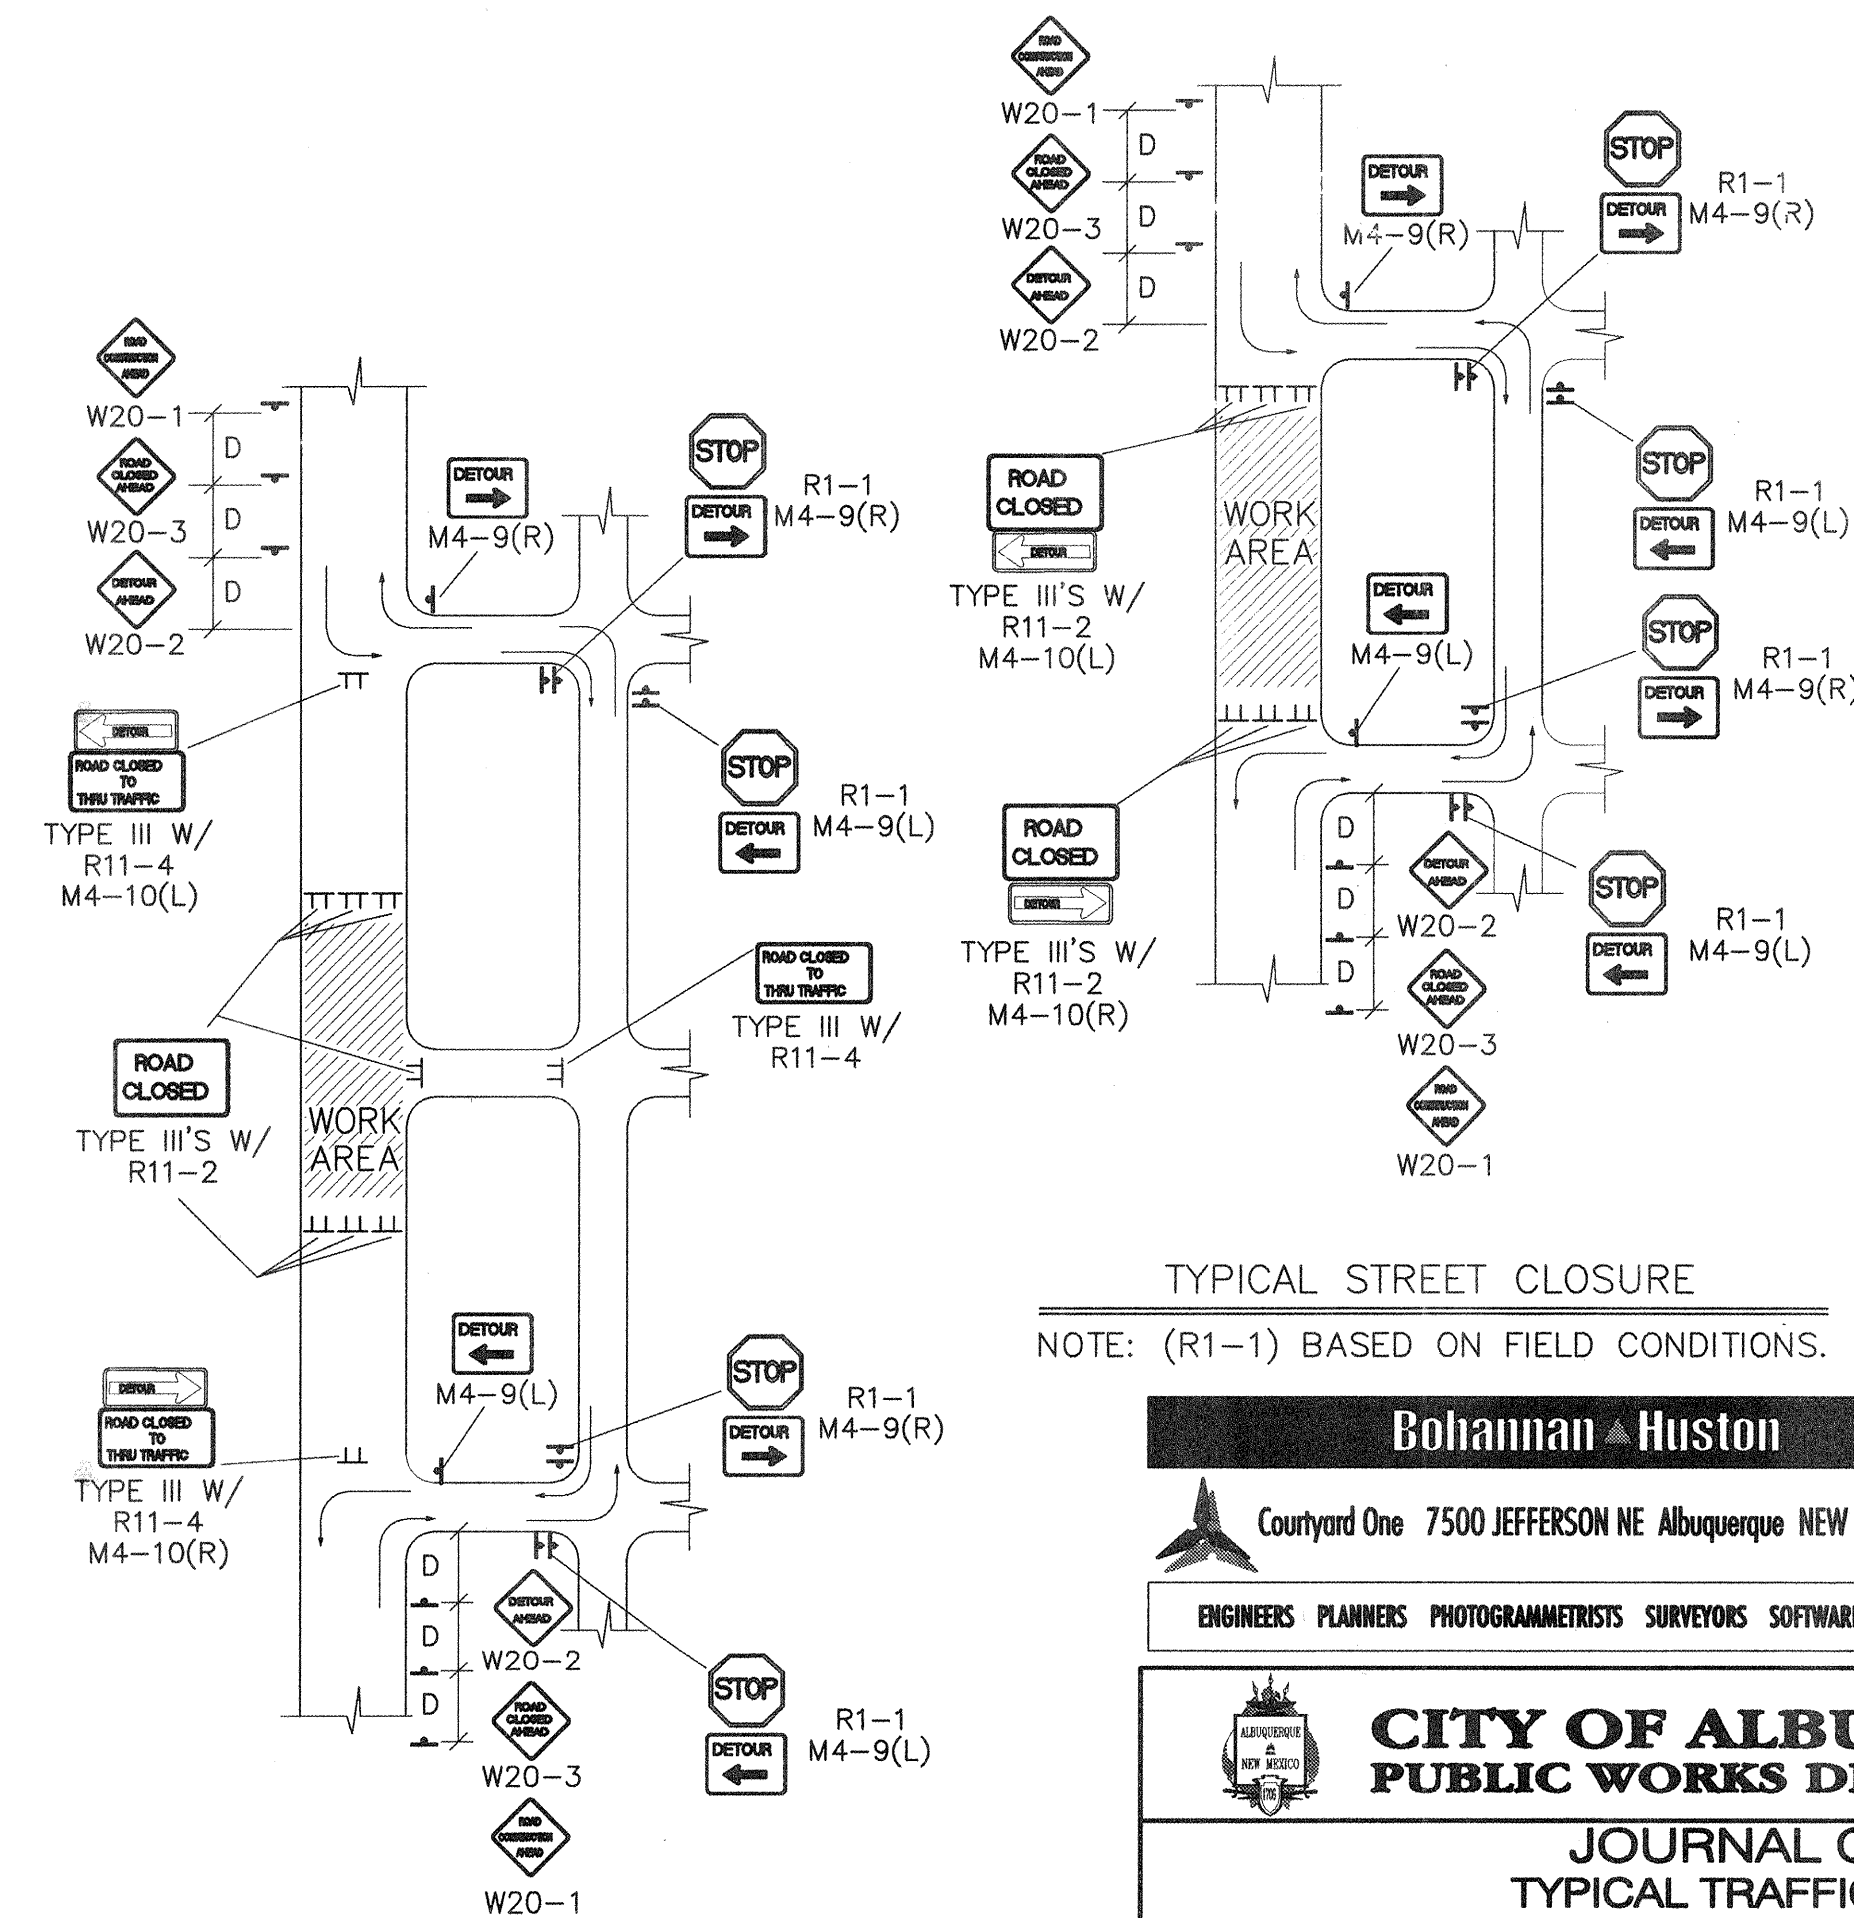 ROAD
CONSTRUCTION
AHEAD
W20-1
D
ROAD
CLOSED
AHEAD
W20-3
D
DETOUR
AHEAD
W20-2
D
DETOUR
M4-9(R)
STOP
DETOUR
R1-1
M4-9(R)
DETOUR
ROAD CLOSED
TO
THRU TRAFFIC
TYPE III W/
R11-4
M4-10(L)
STOP
DETOUR
R1-1
M4-9(L)
ROAD CLOSED
TO
THRU TRAFFIC
TYPE III W/
R11-4
ROAD
CLOSED
TYPE III'S W/
R11-2
WORK
AREA
DETOUR
M4-9(L)
STOP
DETOUR
R1-1
M4-9(R)
DETOUR
ROAD CLOSED
TO
THRU TRAFFIC
TYPE III W/
R11-4
M4-10(R)
D
D
D
DETOUR
AHEAD
W20-2
ROAD
CLOSED
AHEAD
W20-3
ROAD
CONSTRUCTION
AHEAD
W20-1
STOP
DETOUR
R1-1
M4-9(L)
ROAD
CONSTRUCTION
AHEAD
W20-1
D
ROAD
CLOSED
AHEAD
W20-3
D
DETOUR
AHEAD
W20-2
D
DETOUR
M4-9(R)
STOP
DETOUR
R1-1
M4-9(R)
ROAD
CLOSED
DETOUR
TYPE III'S W/
R11-2
M4-10(L)
WORK
AREA
STOP
DETOUR
R1-1
M4-9(L)
DETOUR
M4-9(L)
STOP
DETOUR
R1-1
M4-9(R)
ROAD
CLOSED
DETOUR
TYPE III'S W/
R11-2
M4-10(R)
D
D
D
DETOUR
AHEAD
W20-2
ROAD
CLOSED
AHEAD
W20-3
ROAD
CONSTRUCTION
AHEAD
W20-1
STOP
DETOUR
R1-1
M4-9(L)
TYPICAL STREET CLOSURE
NOTE: (R1-1) BASED ON FIELD CONDITIONS.
Bohannan Huston
Courtyard One 7500 JEFFERSON NE Albuquerque NEW
ENGINEERS PLANNERS PHOTOGRAMMETRISTS SURVEYORS SOFTWAR
ALBUQUERQUE
NEW MEXICO
1706
CITY OF ALBU
PUBLIC WORKS D
JOURNAL
TYPICAL TRAFFI